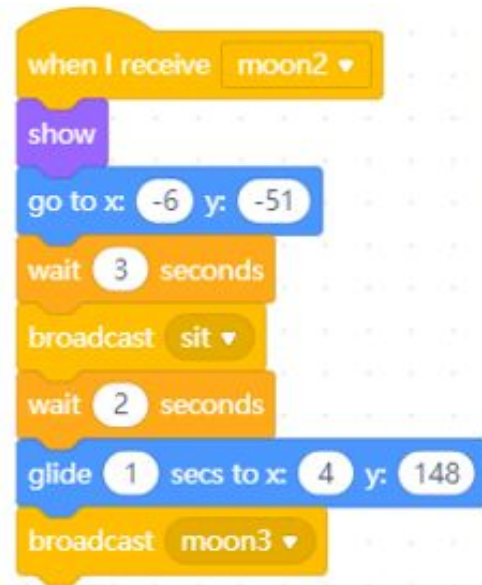 when I receive moon2
show
go to x: -6 y: -51
wait 3 seconds
broadcast sit
wait 2 seconds
glide 1 secs to x: 4 y: 148
broadcast moon3